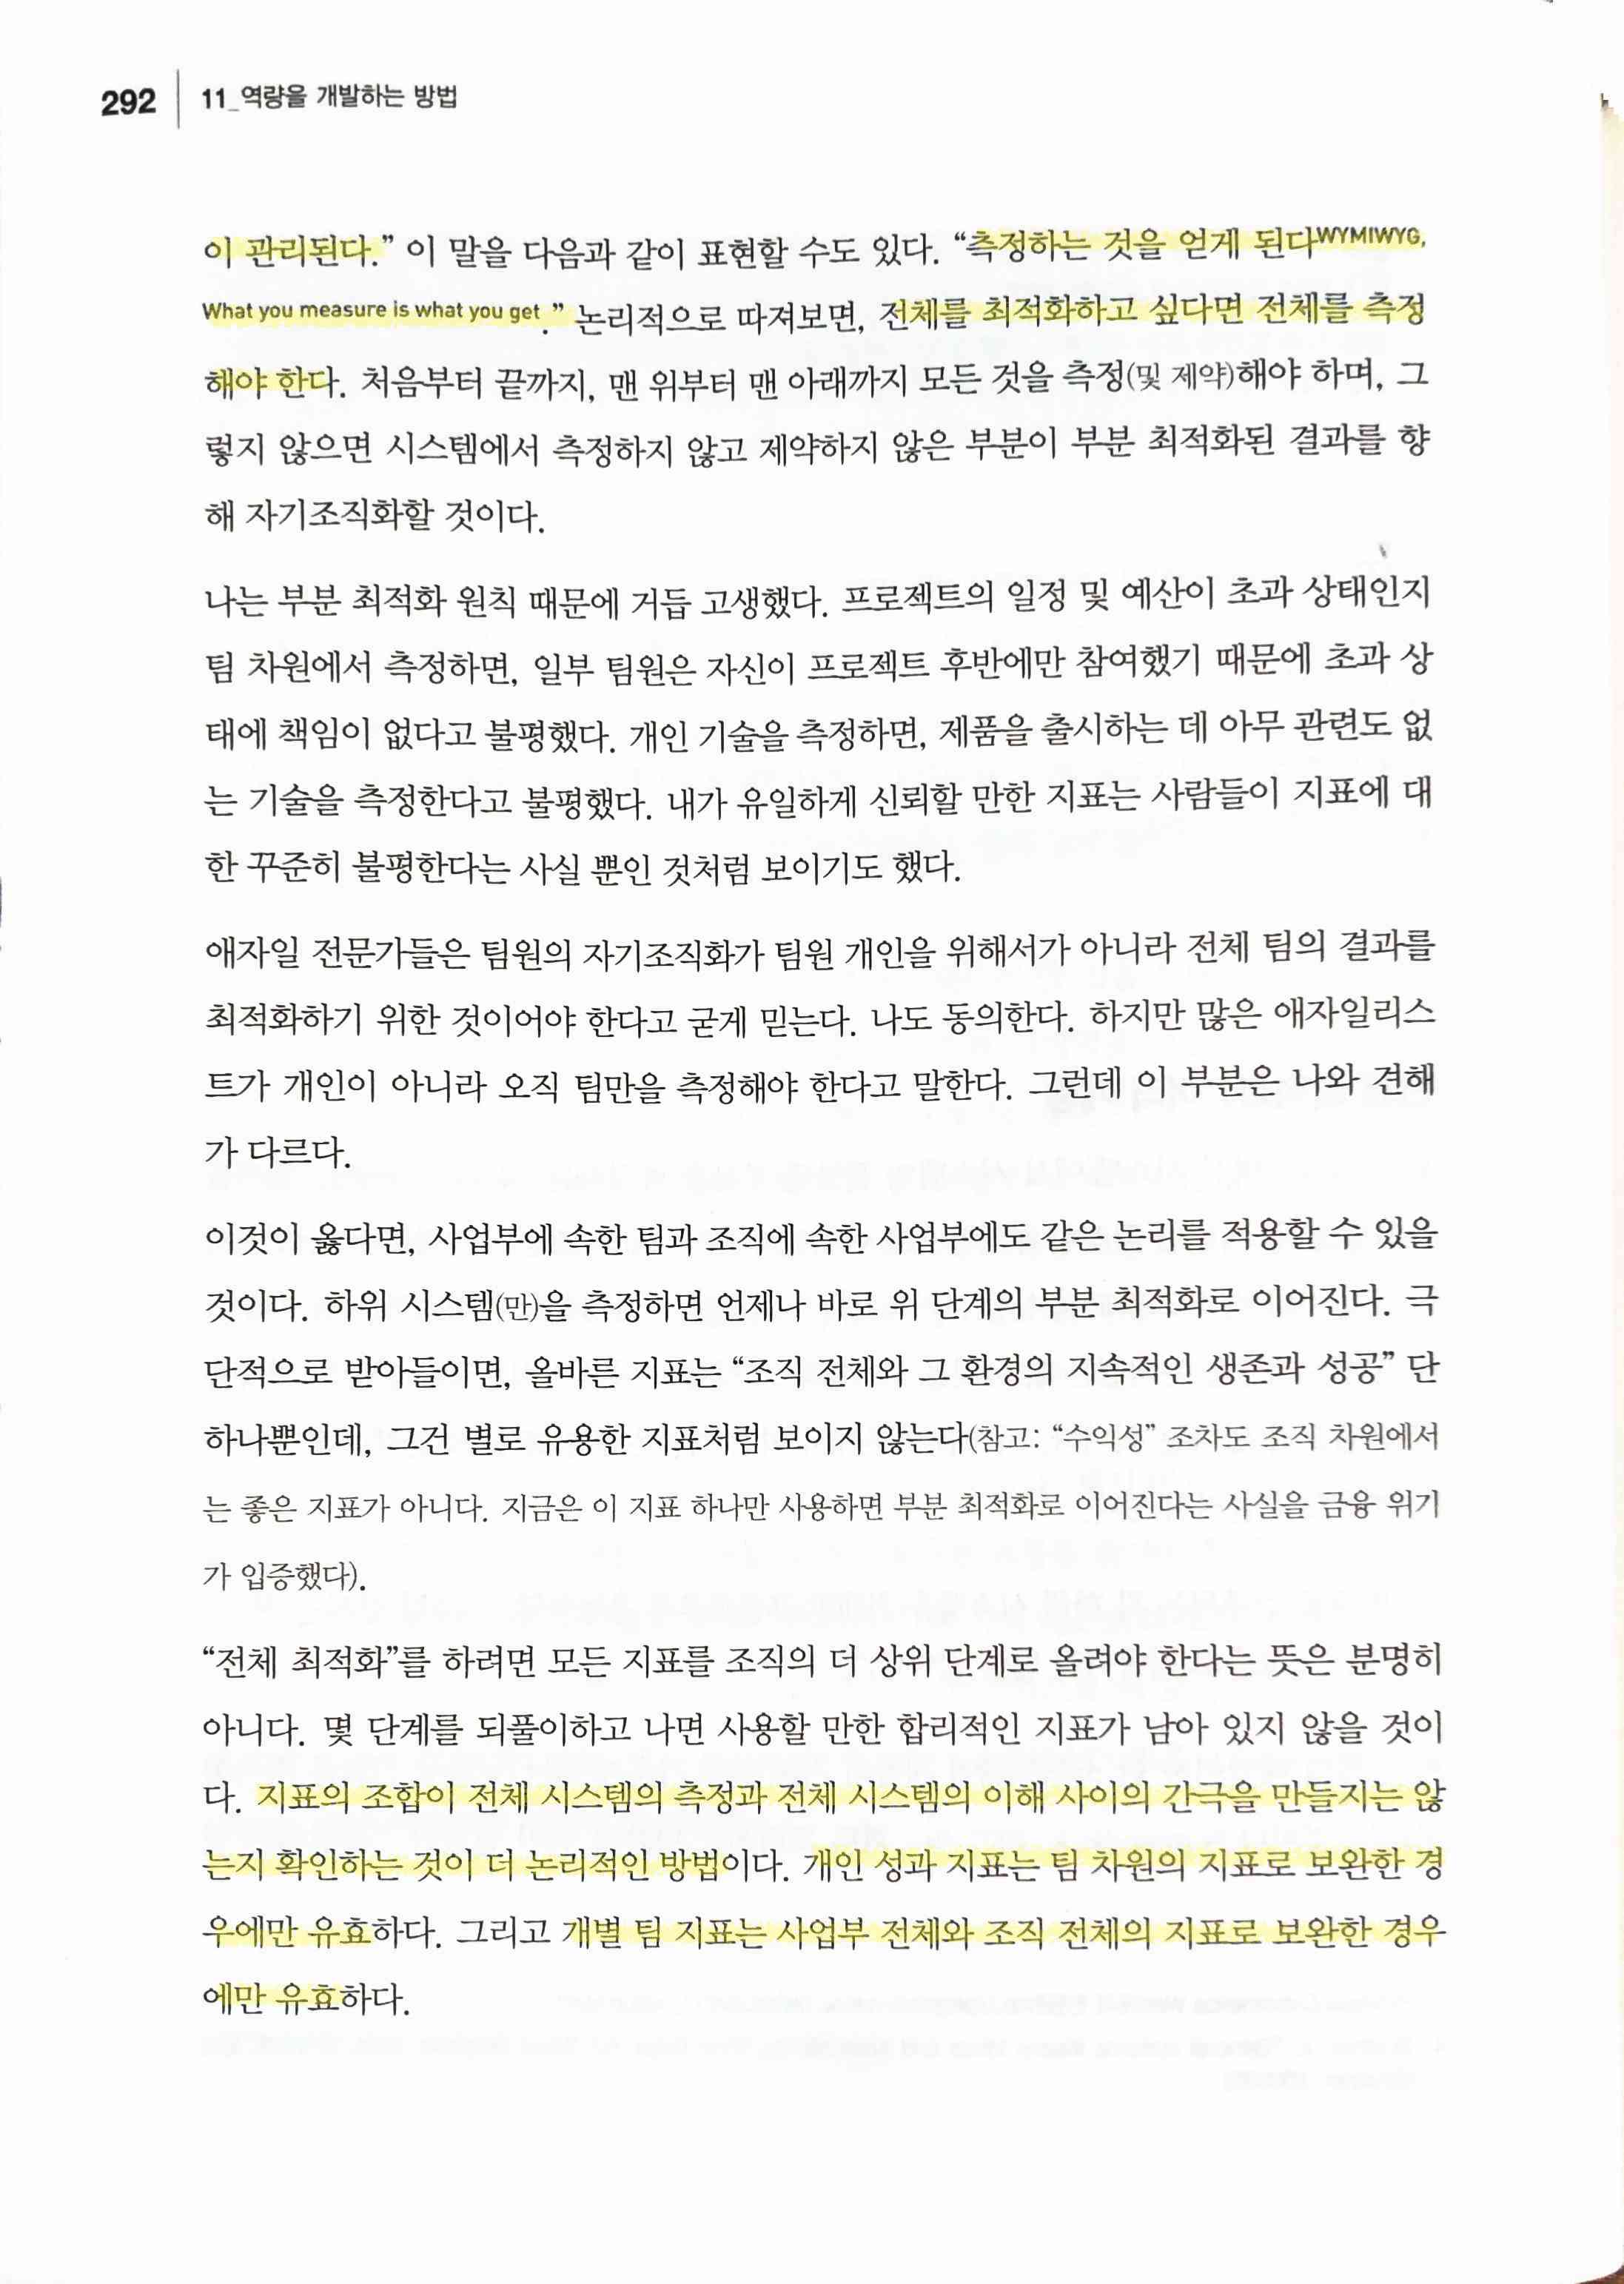 292 11_역량을 개발하는 방법
이 관리된다.” 이 말을 다음과 같이 표현할 수도 있다. “측정하는 것을 얻게 된다WYMIWYG,
What you measure is what you get.” 논리적으로 따져보면, 전체를 최적화하고 싶다면 전체를 측정
해야 한다. 처음부터 끝까지, 맨 위부터 맨 아래까지 모든 것을 측정(및 제약)해야 하며, 그
렇지 않으면 시스템에서 측정하지 않고 제약하지 않은 부분이 부분 최적화된 결과를 향
해 자기조직화할 것이다.
나는 부분 최적화 원칙 때문에 거듭 고생했다. 프로젝트의 일정 및 예산이 초과 상태인지
팀 차원에서 측정하면, 일부 팀원은 자신이 프로젝트 후반에만 참여했기 때문에 초과 상
태에 책임이 없다고 불평했다. 개인 기술을 측정하면, 제품을 출시하는 데 아무 관련도 없
는 기술을 측정한다고 불평했다. 내가 유일하게 신뢰할 만한 지표는 사람들이 지표에 대
한 꾸준히 불평한다는 사실 뿐인 것처럼 보이기도 했다.
애자일 전문가들은 팀원의 자기조직화가 팀원 개인을 위해서가 아니라 전체 팀의 결과를
최적화하기 위한 것이어야 한다고 굳게 믿는다. 나도 동의한다. 하지만 많은 애자일리스
트가 개인이 아니라 오직 팀만을 측정해야 한다고 말한다. 그런데 이 부분은 나와 견해
가 다르다.
이것이 옳다면, 사업부에 속한 팀과 조직에 속한 사업부에도 같은 논리를 적용할 수 있을
것이다. 하위 시스템(만)을 측정하면 언제나 바로 위 단계의 부분 최적화로 이어진다. 극
단적으로 받아들이면, 올바른 지표는 “조직 전체와 그 환경의 지속적인 생존과 성공” 단
하나뿐인데, 그건 별로 유용한 지표처럼 보이지 않는다(참고: “수익성” 조차도 조직 차원에서
는 좋은 지표가 아니다. 지금은 이 지표 하나만 사용하면 부분 최적화로 이어진다는 사실을 금융 위기
가 입증했다).
“전체 최적화”를 하려면 모든 지표를 조직의 더 상위 단계로 올려야 한다는 뜻은 분명히
아니다. 몇 단계를 되풀이하고 나면 사용할 만한 합리적인 지표가 남아 있지 않을 것이
다. 지표의 조합이 전체 시스템의 측정과 전체 시스템의 이해 사이의 간극을 만들지는 않
는지 확인하는 것이 더 논리적인 방법이다. 개인 성과 지표는 팀 차원의 지표로 보완한 경
우에만 유효하다. 그리고 개별 팀 지표는 사업부 전체와 조직 전체의 지표로 보완한 경우
에만 유효하다.